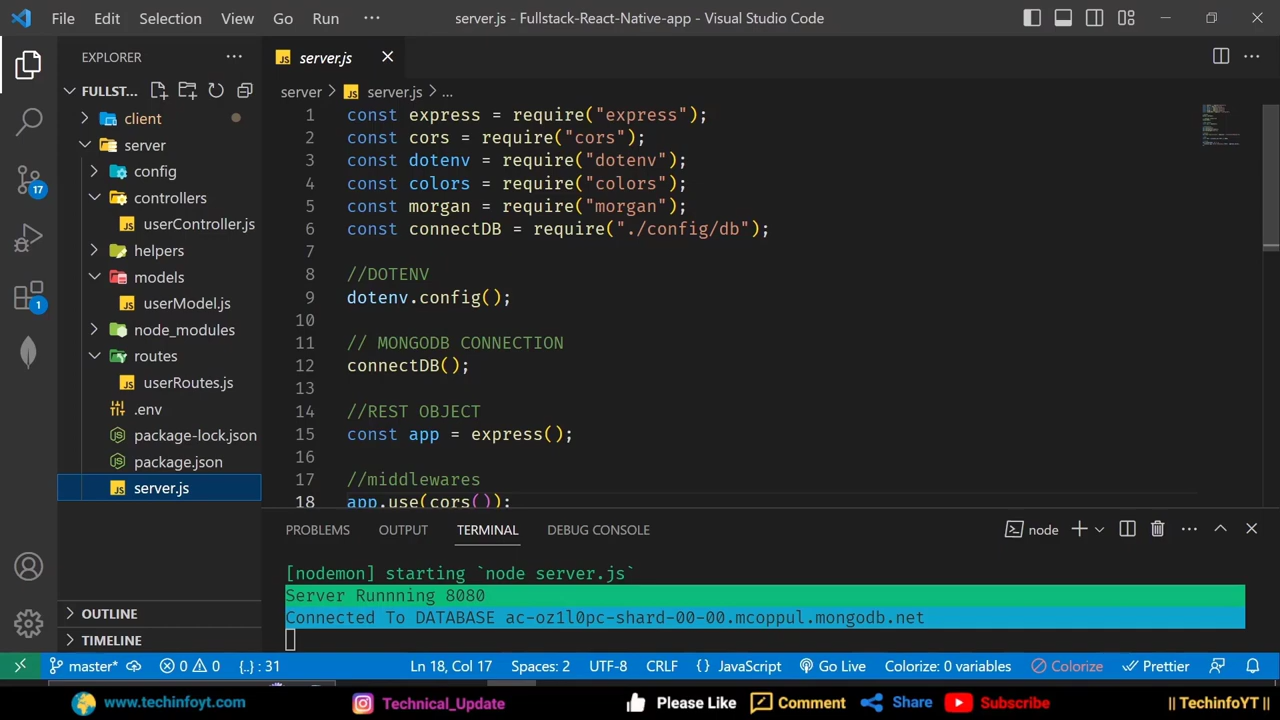 File Edit Selection View Go Run ··· server.js - Fullstack-React-Native-app - Visual Studio Code
EXPLORER ···
server.js
FULLST...
server > server.js > ...
client
server
config
controllers
userController.js
helpers
models
userModel.js
node_modules
routes
userRoutes.js
.env
package-lock.json
package.json
server.js
OUTLINE
TIMELINE
17
1
1 const express = require("express");
2 const cors = require("cors");
3 const dotenv = require("dotenv");
4 const colors = require("colors");
5 const morgan = require("morgan");
6 const connectDB = require("./config/db");
7
8 //DOTENV
9 dotenv.config();
10
11 // MONGODB CONNECTION
12 connectDB();
13
14 //REST OBJECT
15 const app = express();
16
17 //middlewares
18 app.use(cors());
PROBLEMS OUTPUT TERMINAL DEBUG CONSOLE node
[nodemon] starting `node server.js`
Server Runnning 8080
Connected To DATABASE ac-oz1l0pc-shard-00-00.mcoppul.mongodb.net
master* 0 0 {..} : 31 Ln 18, Col 17 Spaces: 2 UTF-8 CRLF {} JavaScript Go Live Colorize: 0 variables Colorize Prettier
www.techinfoyt.com Technical_Update Please Like Comment Share Subscribe || TechinfoYT ||